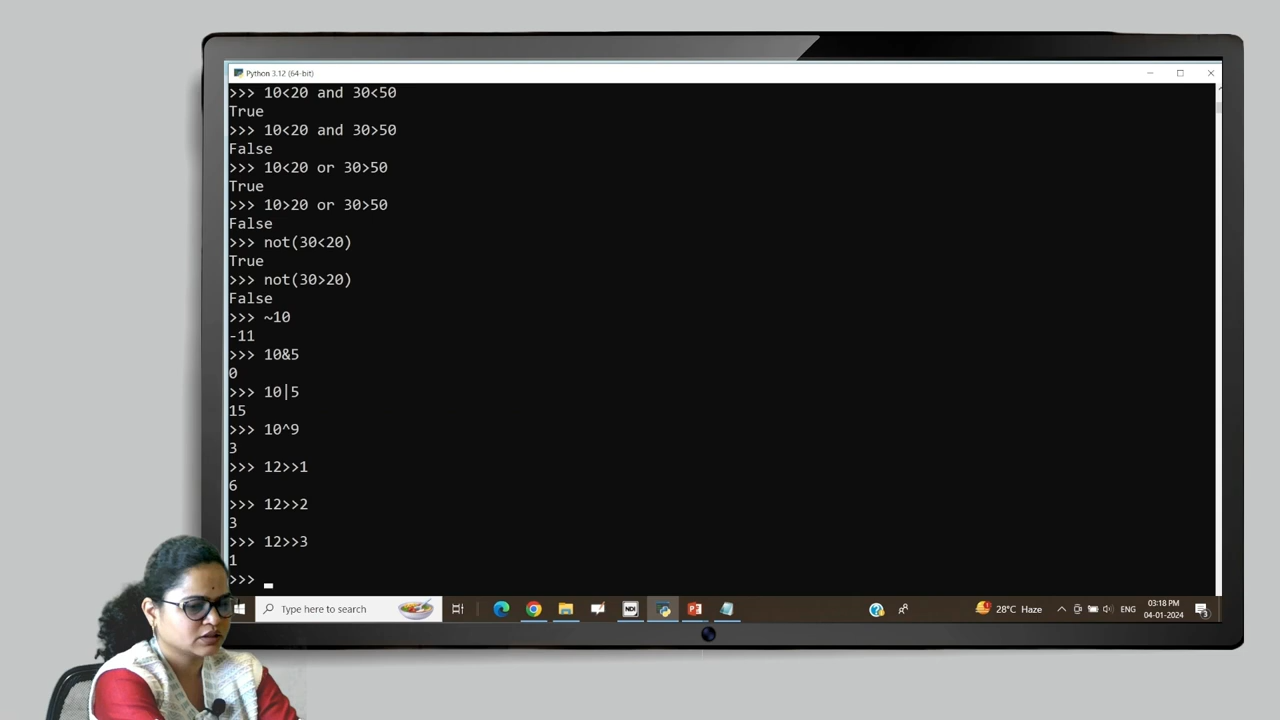 Python 3.12 (64-bit)
>>> 10<20 and 30<50
True
>>> 10<20 and 30>50
False
>>> 10<20 or 30>50
True
>>> 10>20 or 30>50
False
>>> not(30<20)
True
>>> not(30>20)
False
>>> ~10
-11
>>> 10&5
0
>>> 10|5
15
>>> 10^9
3
>>> 12>>1
6
>>> 12>>2
3
>>> 12>>3
1
>>>
Type here to search
NDI
28°C Haze
ENG
03:18 PM
04-01-2024
3